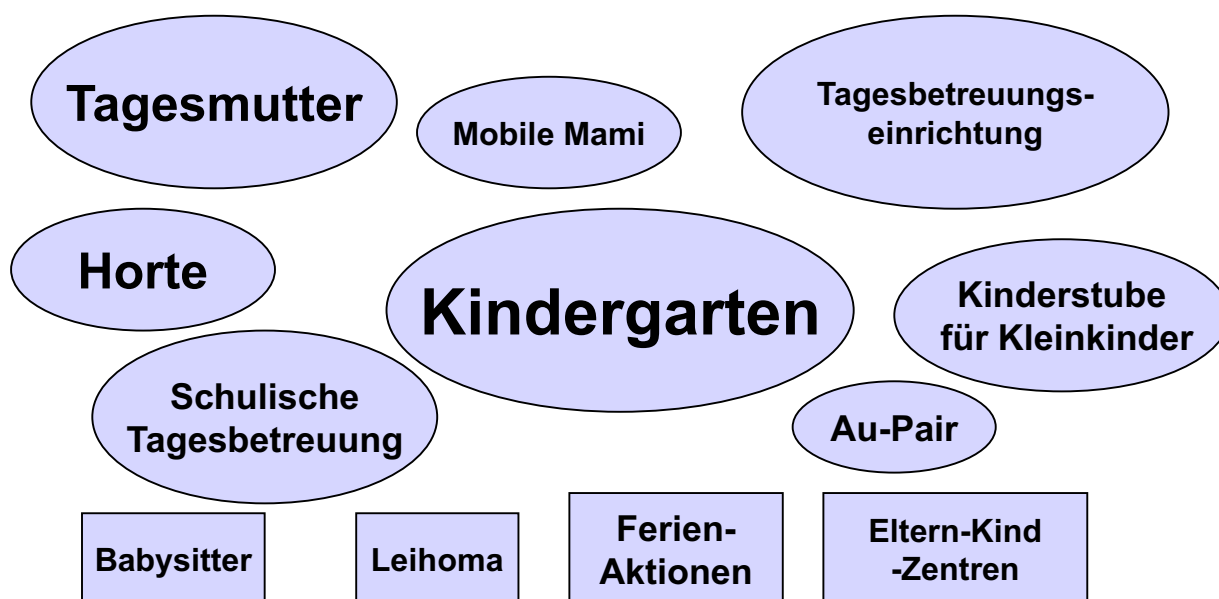 Tagesmutter
Mobile Mami
Tagesbetreuungs-
einrichtung
Horte
Kindergarten
Kinderstube
für Kleinkinder
Schulische
Tagesbetreuung
Au-Pair
Babysitter
Leihoma
Ferien-
Aktionen
Eltern-Kind
-Zentren